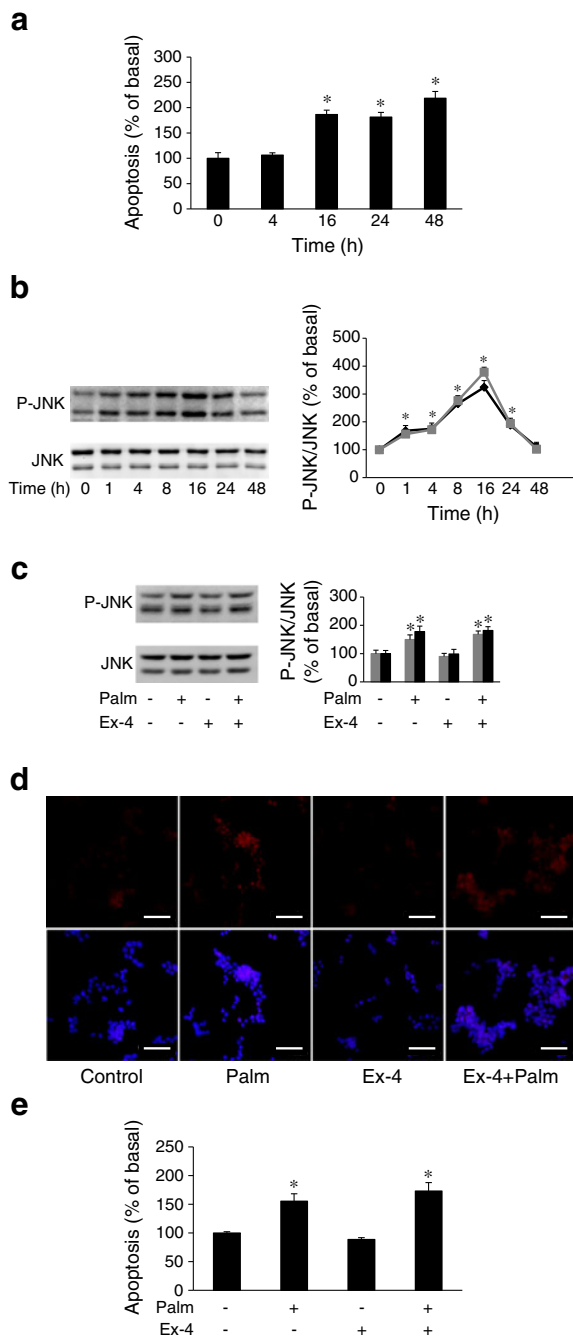 a
Apoptosis (% of basal)
300
250
200
150
100
50
0
* * *
0 4 16 24 48
Time (h)
b
P-JNK
JNK
Time (h) 0 1 4 8 16 24 48
P-JNK/JNK (% of basal)
500
400
300
200
100
0
* * * * *
0 1 4 8 16 24 48
Time (h)
c
P-JNK
JNK
Palm - + - +
Ex-4 - - + +
P-JNK/JNK
(% of basal)
300
200
100
0
* * * *
Palm - + - +
Ex-4 - - + +
d
Control Palm Ex-4 Ex-4+Palm
e
Apoptosis (% of basal)
250
200
150
100
50
0
* *
Palm - + - +
Ex-4 - - + +